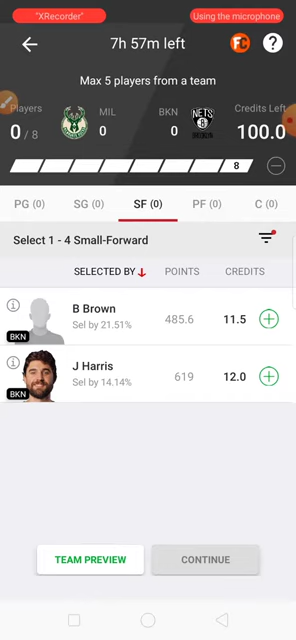 "XRecorder"
Using the microphone
7h 57m left
FC
?
Max 5 players from a team
Players
MIL
BKN
Credits Left
0 / 8
0
0
100.0
NETS
8
PG (0)
SG (0)
SF (0)
PF (0)
C (0)
Select 1 - 4 Small-Forward
SELECTED BY
POINTS
CREDITS
B Brown
Sel by 21.51%
485.6
11.5
BKN
J Harris
Sel by 14.14%
619
12.0
BKN
TEAM PREVIEW
CONTINUE